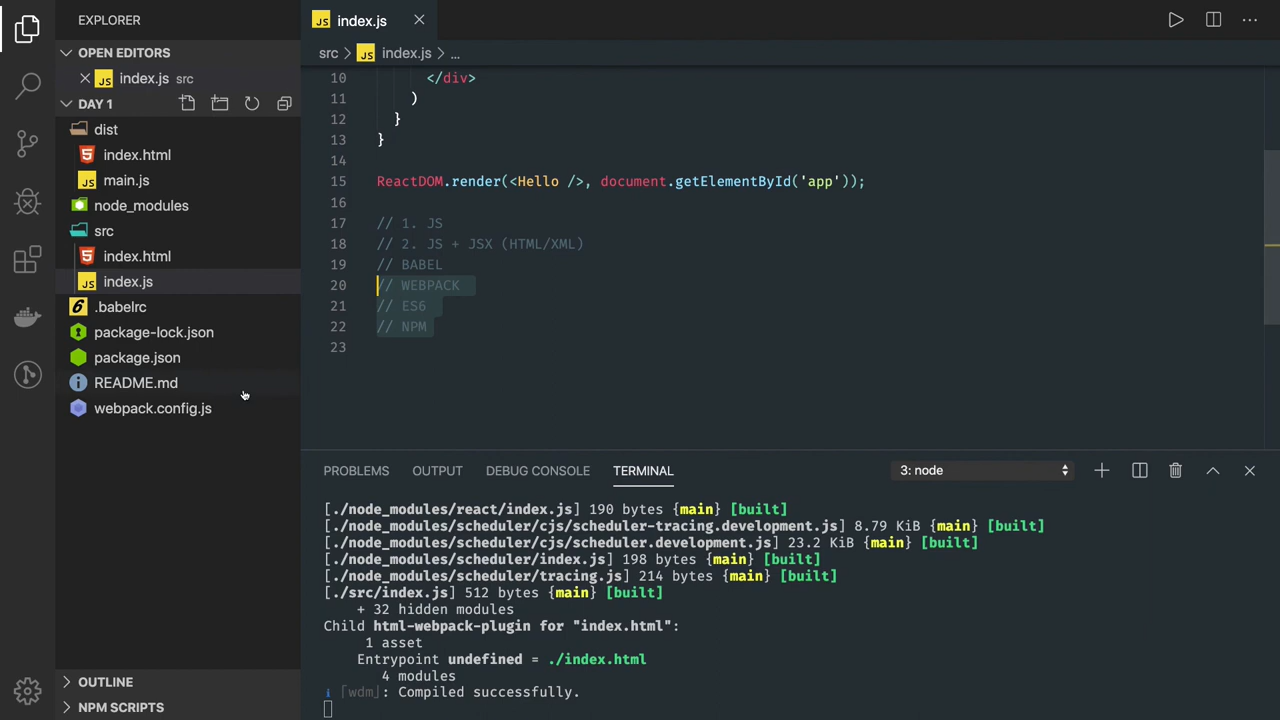 EXPLORER
OPEN EDITORS
JS index.js src
DAY 1
dist
5 index.html
JS main.js
node_modules
src
5 index.html
JS index.js
6 .babelrc
package-lock.json
package.json
i README.md
webpack.config.js
OUTLINE
NPM SCRIPTS
JS index.js
src > JS index.js > ...
10 </div>
11 )
12 }
13 }
14
15 ReactDOM.render(<Hello />, document.getElementById('app'));
16
17 // 1. JS
18 // 2. JS + JSX (HTML/XML)
19 // BABEL
20 // WEBPACK
21 // ES6
22 // NPM
23
PROBLEMS OUTPUT DEBUG CONSOLE TERMINAL 3: node
[./node_modules/react/index.js] 190 bytes {main} [built]
[./node_modules/scheduler/cjs/scheduler-tracing.development.js] 8.79 KiB {main} [built]
[./node_modules/scheduler/cjs/scheduler.development.js] 23.2 KiB {main} [built]
[./node_modules/scheduler/index.js] 198 bytes {main} [built]
[./node_modules/scheduler/tracing.js] 214 bytes {main} [built]
[./src/index.js] 512 bytes {main} [built]
+ 32 hidden modules
Child html-webpack-plugin for "index.html":
1 asset
Entrypoint undefined = ./index.html
4 modules
ℹ ｢wdm｣: Compiled successfully.